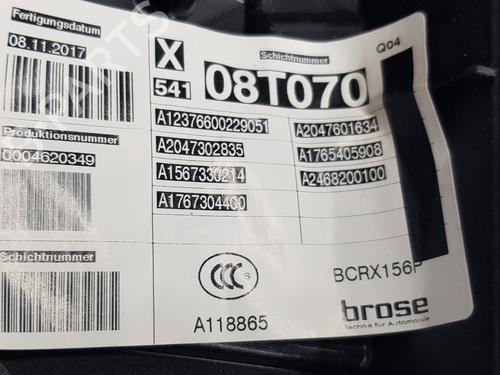 Fertigungsdatum
08.11.2017
Produktionsnummer
0004620349
Schichtnummer
X
541
Schichtnummer
Q04
08T070
A12376600229051
A2047302835
A1567330214
A1767304400
A2047601634
A1765405908
A2468200100
CCC S
A118865
BCRX156P
brose
Technik für Automobile